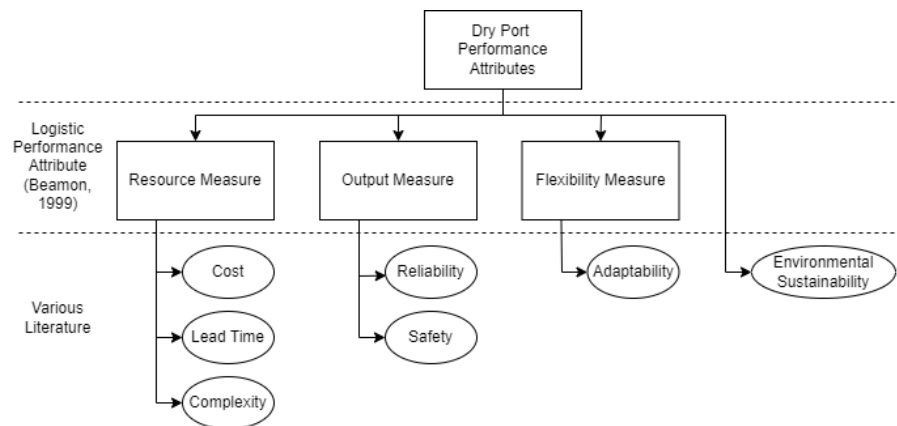 Dry Port
Performance
Attributes
Logistic
Performance
Attribute
(Beamon,
1999)
Resource Measure
Output Measure
Flexibility Measure
Various
Literature
Cost
Lead Time
Complexity
Reliability
Safety
Adaptability
Environmental
Sustainability